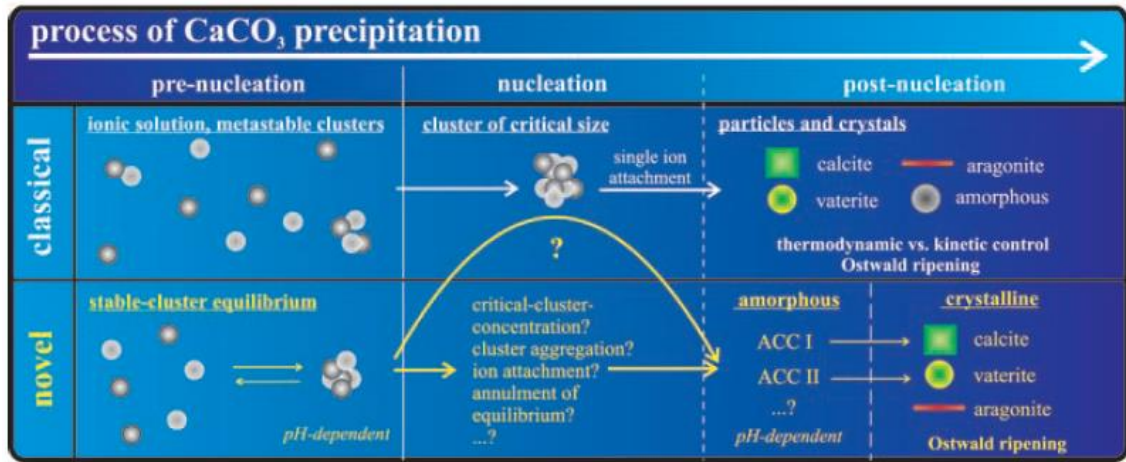 process of CaCO3 precipitation
pre-nucleation
nucleation
post-nucleation
classical
ionic solution, metastable clusters
cluster of critical size
single ion
attachment
particles and crystals
calcite
aragonite
vaterite
amorphous
thermodynamic vs. kinetic control
Ostwald ripening
?
novel
stable-cluster equilibrium
pH-dependent
critical-cluster-
concentration?
cluster aggregation?
ion attachment?
annulment of
equilibrium?
...?
amorphous
ACC I
ACC II
...?
pH-dependent
crystalline
calcite
vaterite
aragonite
Ostwald ripening